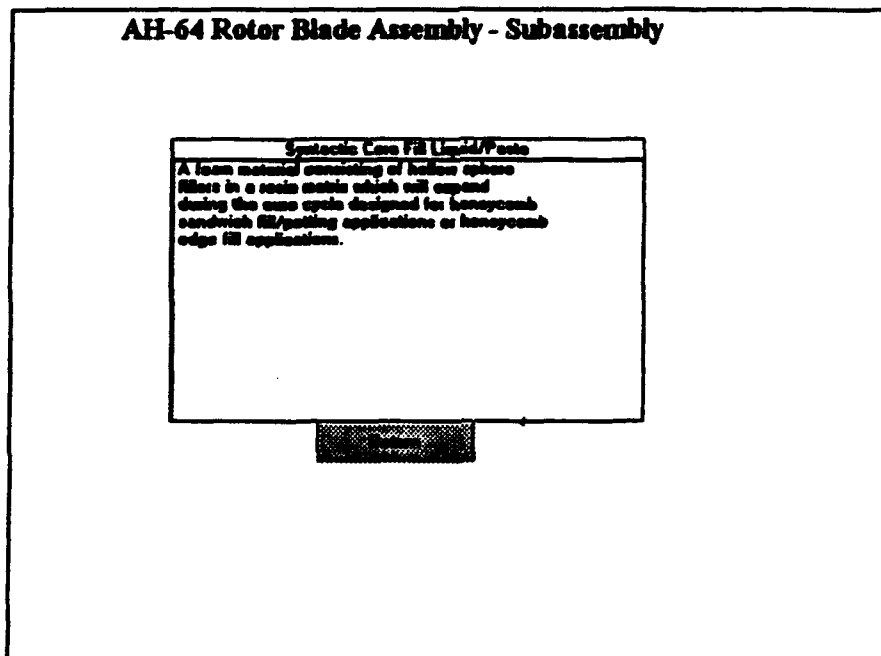 AH-64 Rotor Blade Assembly - Subassembly
Syntactic Core Fill Liquid/Paste
A foam material consisting of hollow sphere
fillers in a resin matrix which will expand
during the cure cycle designed for honeycomb
sandwich fill/potting applications or honeycomb
edge fill applications.
Return